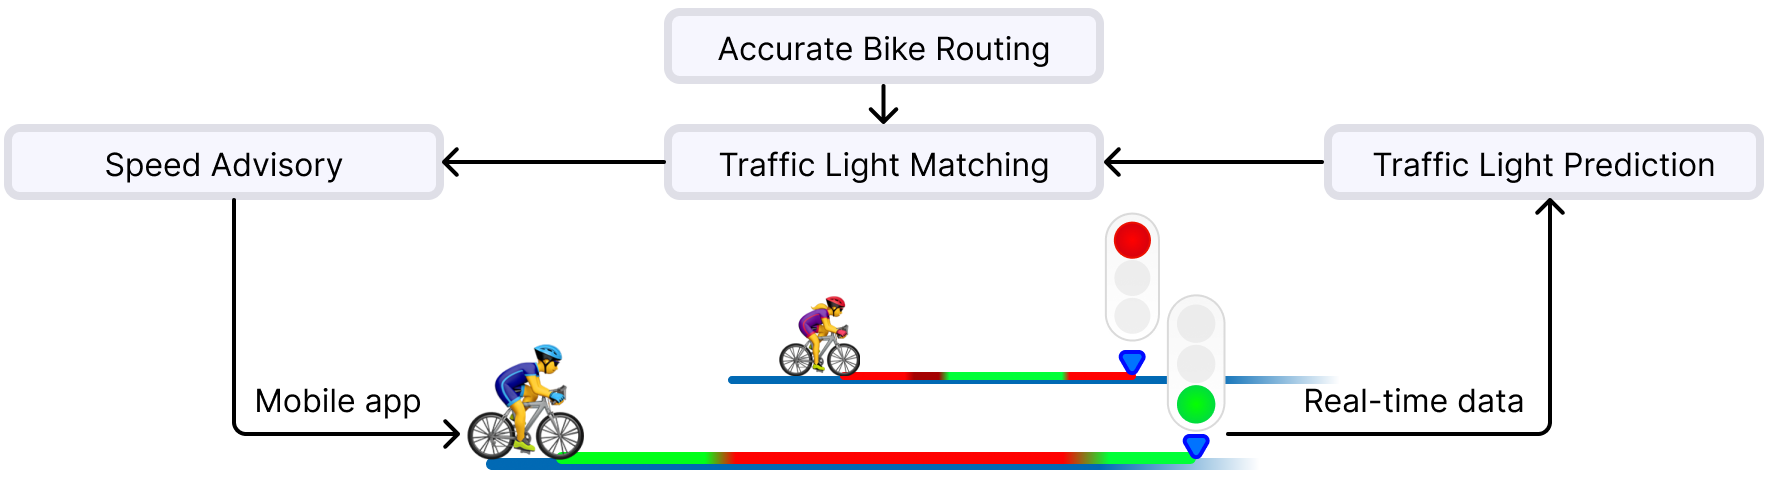 Accurate Bike Routing
Speed Advisory
Traffic Light Matching
Traffic Light Prediction
Mobile app
Real-time data